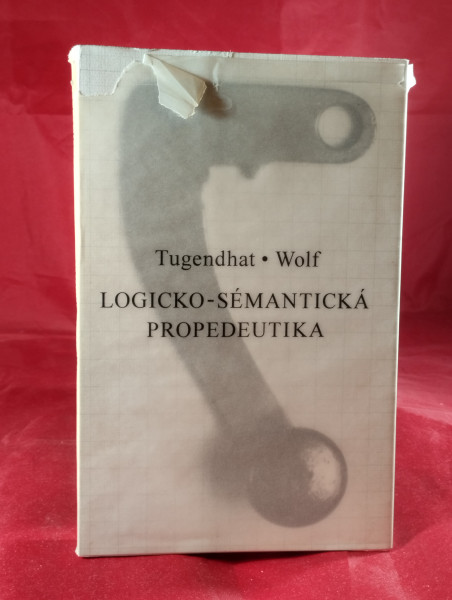 Tugendhat • Wolf
LOGICKO-SÉMANTICKÁ
PROPEDEUTIKA